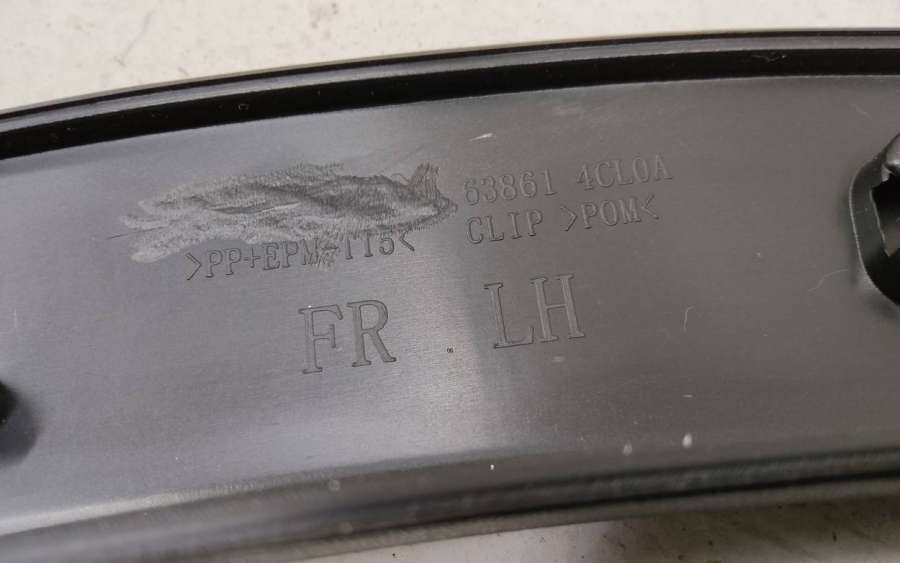 63861 4CL0A
>PP+EPM-T15< CLIP >POM<
FR LH